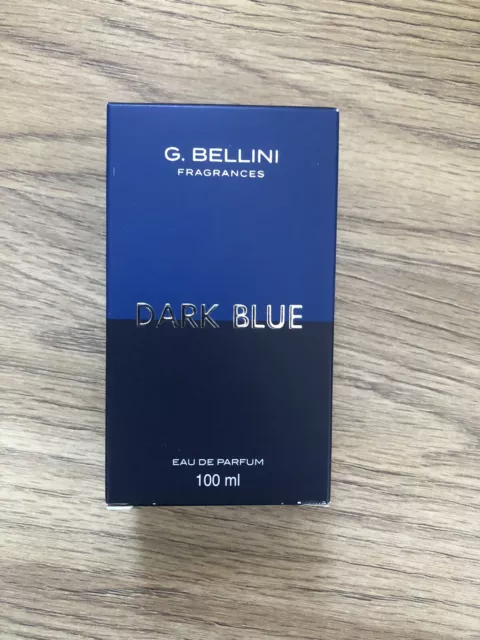 G. BELLINI
FRAGRANCES
DARK BLUE
EAU DE PARFUM
100 ml